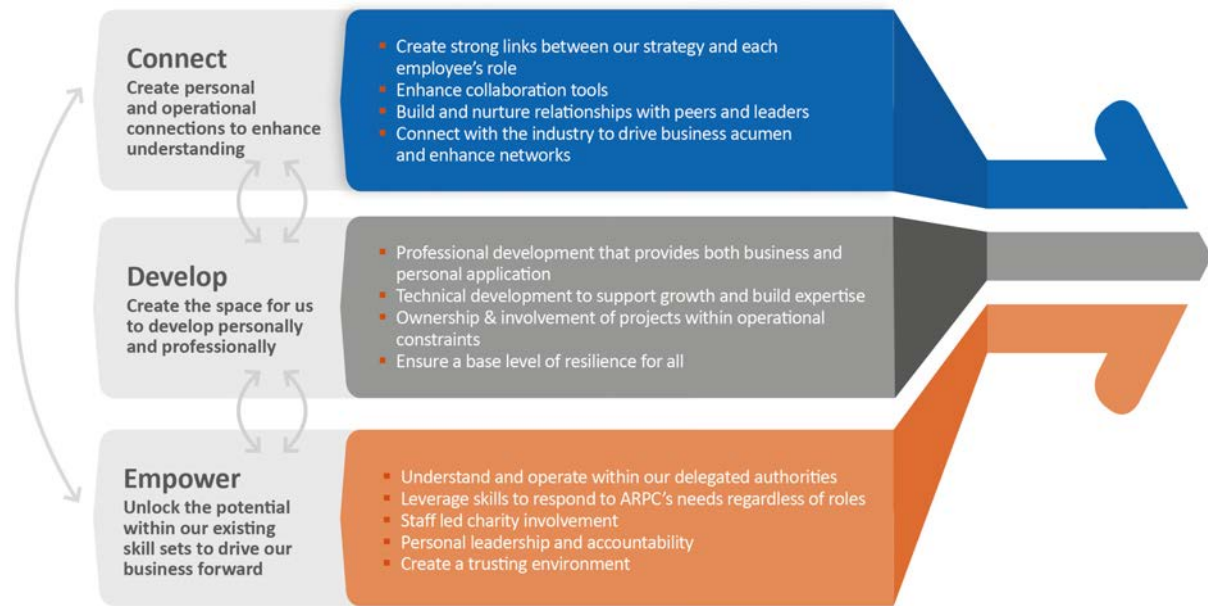 Connect
Create personal
and operational
connections to enhance
understanding
▪ Create strong links between our strategy and each
employee's role
▪ Enhance collaboration tools
▪ Build and nurture relationships with peers and leaders
▪ Connect with the industry to drive business acumen
and enhance networks
Develop
Create the space for us
to develop personally
and professionally
▪ Professional development that provides both business and
personal application
▪ Technical development to support growth and build expertise
▪ Ownership & involvement of projects within operational
constraints
▪ Ensure a base level of resilience for all
Empower
Unlock the potential
within our existing
skill sets to drive our
business forward
▪ Understand and operate within our delegated authorities
▪ Leverage skills to respond to ARPC's needs regardless of roles
▪ Staff led charity involvement
▪ Personal leadership and accountability
▪ Create a trusting environment